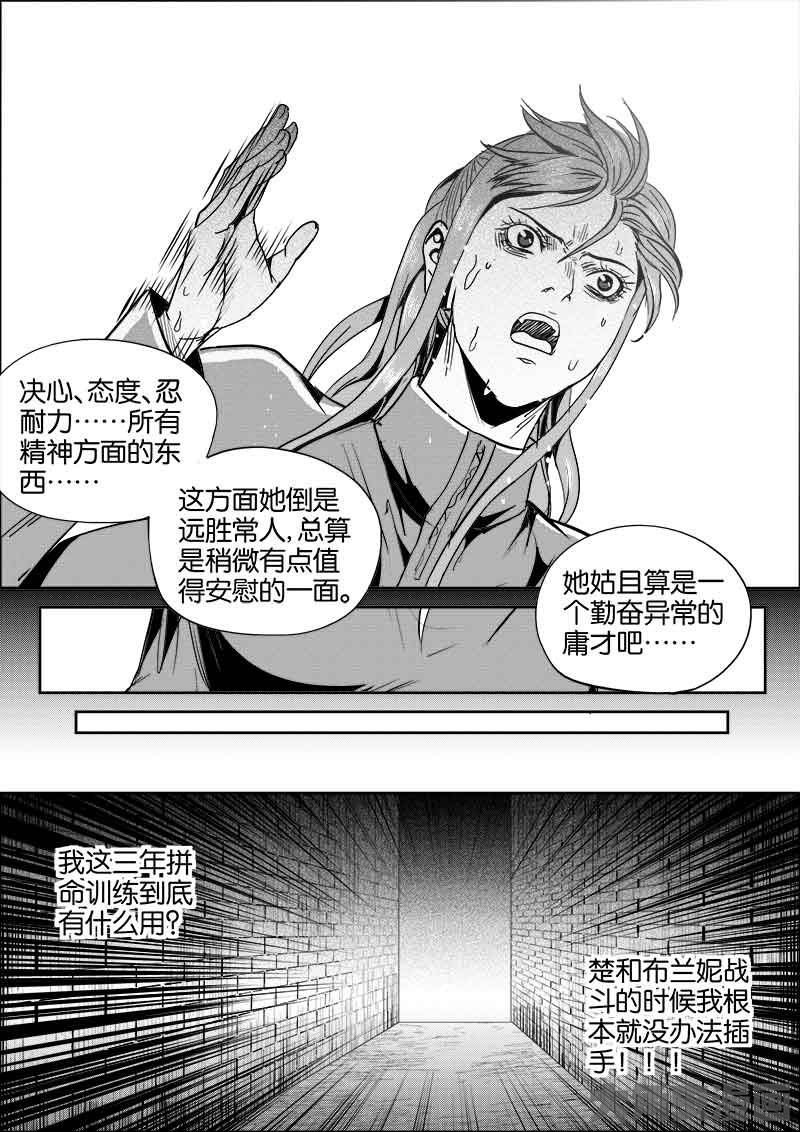 决心、态度、忍
耐力……所有
精神方面的东
西……
这方面她倒是
远胜常人,总算
是稍微有点值
得安慰的一面。
她姑且算是一
个勤奋异常的
庸才吧……
我这三年拼
命训练到底
有什么用？
楚和布兰妮战
斗的时候我根
本就没办法插
手！！！